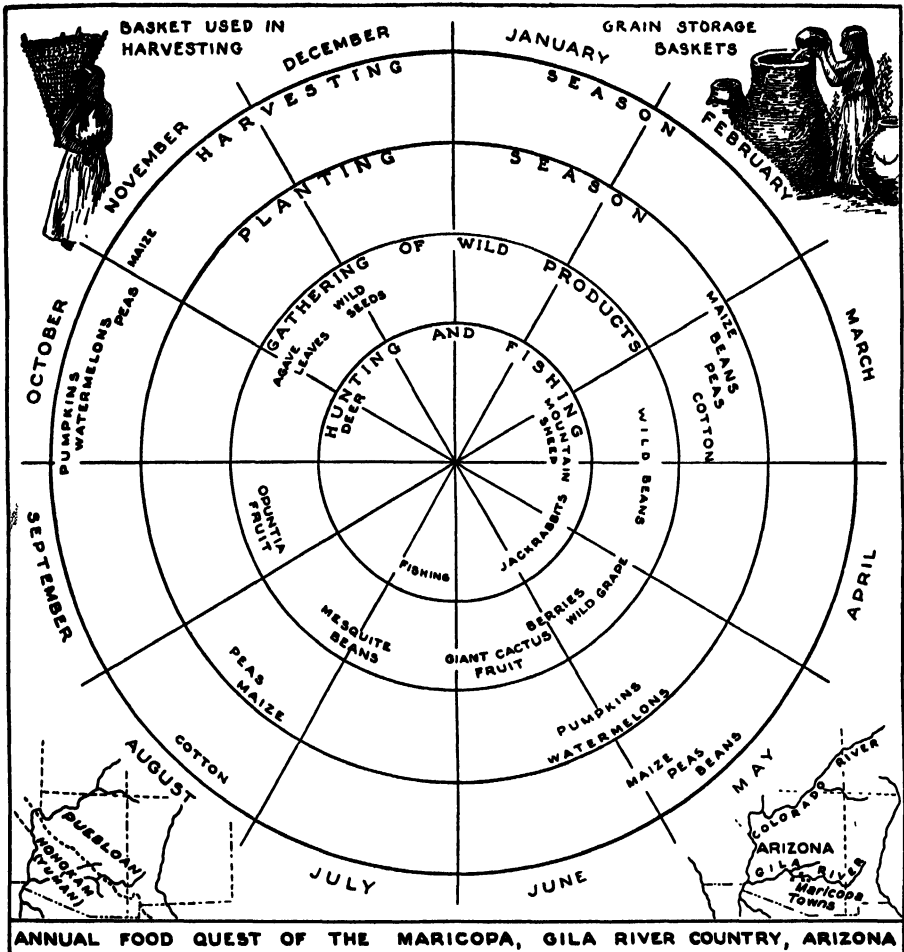 BASKET USED IN
HARVESTING
GRAIN STORAGE
BASKETS
DECEMBER
JANUARY
NOVEMBER
FEBRUARY
OCTOBER
MARCH
SEPTEMBER
APRIL
AUGUST
MAY
JULY
JUNE
HARVESTING SEASON
MAIZE
PEAS
WATERMELONS
PUMPKINS
COTTON
MAIZE
PEAS
BEANS
PLANTING SEASON
MAIZE
BEANS
PEAS
COTTON
PUMPKINS
WATERMELONS
PEAS
MAIZE
GATHERING OF WILD PRODUCTS
WILD
SEEDS
AGAVE
LEAVES
WILD BEANS
OPUNTIA
FRUIT
MESQUITE
BEANS
GIANT CACTUS
FRUIT
BERRIES
WILD GRAPE
HUNTING AND FISHING
DEER
MOUNTAIN
SHEEP
JACKRABBITS
FISHING
PUEBLOAN
HOHOKAM
(YUMAN)
COLORADO RIVER
ARIZONA
GILA RIVER
Maricopa
Towns
ANNUAL FOOD QUEST OF THE MARICOPA, GILA RIVER COUNTRY, ARIZONA